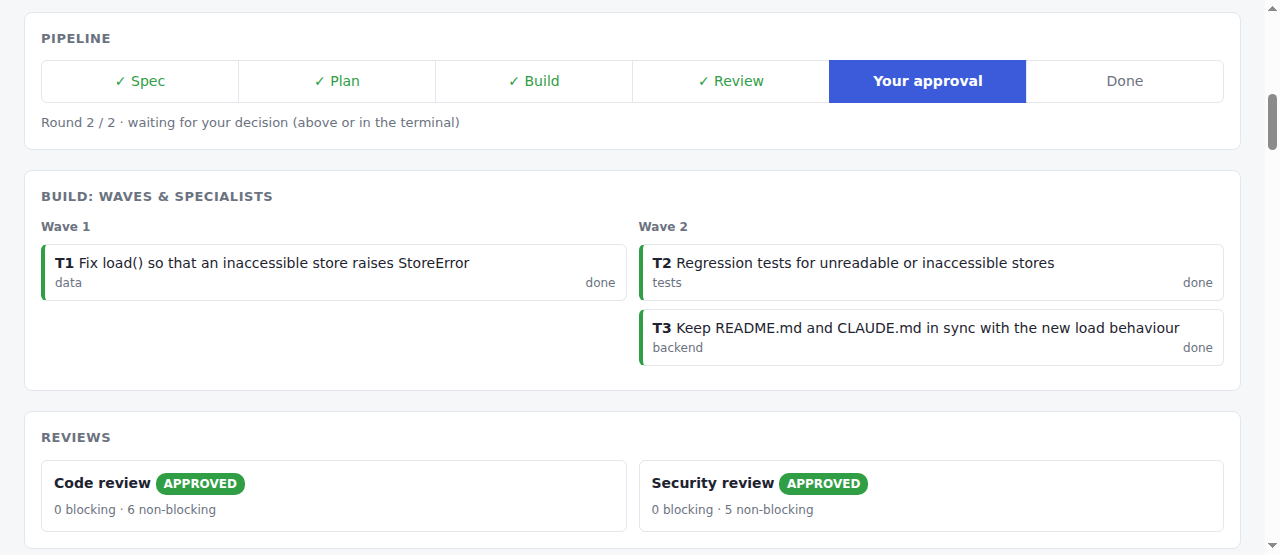 PIPELINE
✓ Spec
✓ Plan
✓ Build
✓ Review
Your approval
Done
Round 2 / 2 · waiting for your decision (above or in the terminal)
BUILD: WAVES & SPECIALISTS
Wave 1
T1 Fix load() so that an inaccessible store raises StoreError
data
done
Wave 2
T2 Regression tests for unreadable or inaccessible stores
tests
done
T3 Keep README.md and CLAUDE.md in sync with the new load behaviour
backend
done
REVIEWS
Code review APPROVED
0 blocking · 6 non-blocking
Security review APPROVED
0 blocking · 5 non-blocking